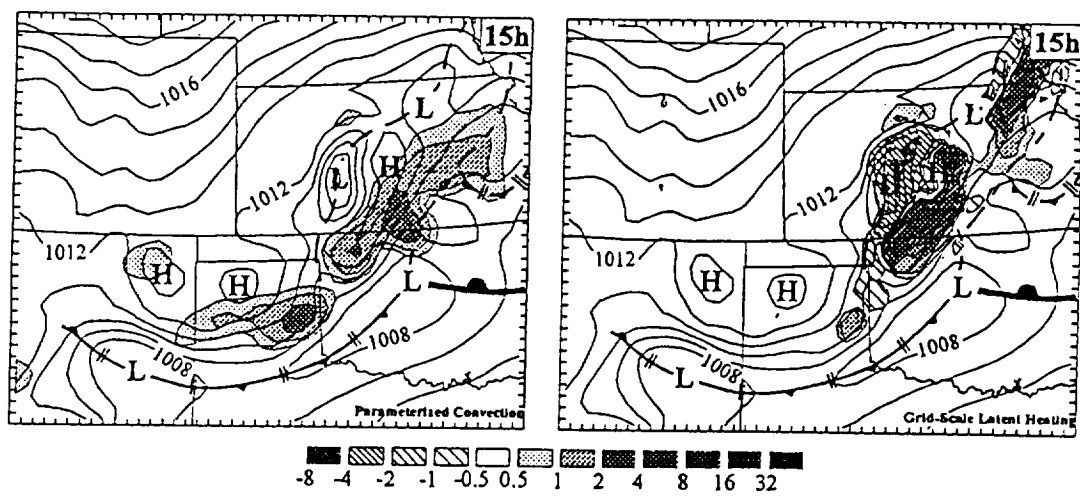 15h
1016
L'
H
L
1012
1012
H
H
L
1008
L
Parameterized Convection
15h
1016
L'
1012
1012
H
H
L
1008
L
Grid-Scale Latent Heating
-8 -4 -2 -1 -0.5 0.5 1 2 4 8 16 32